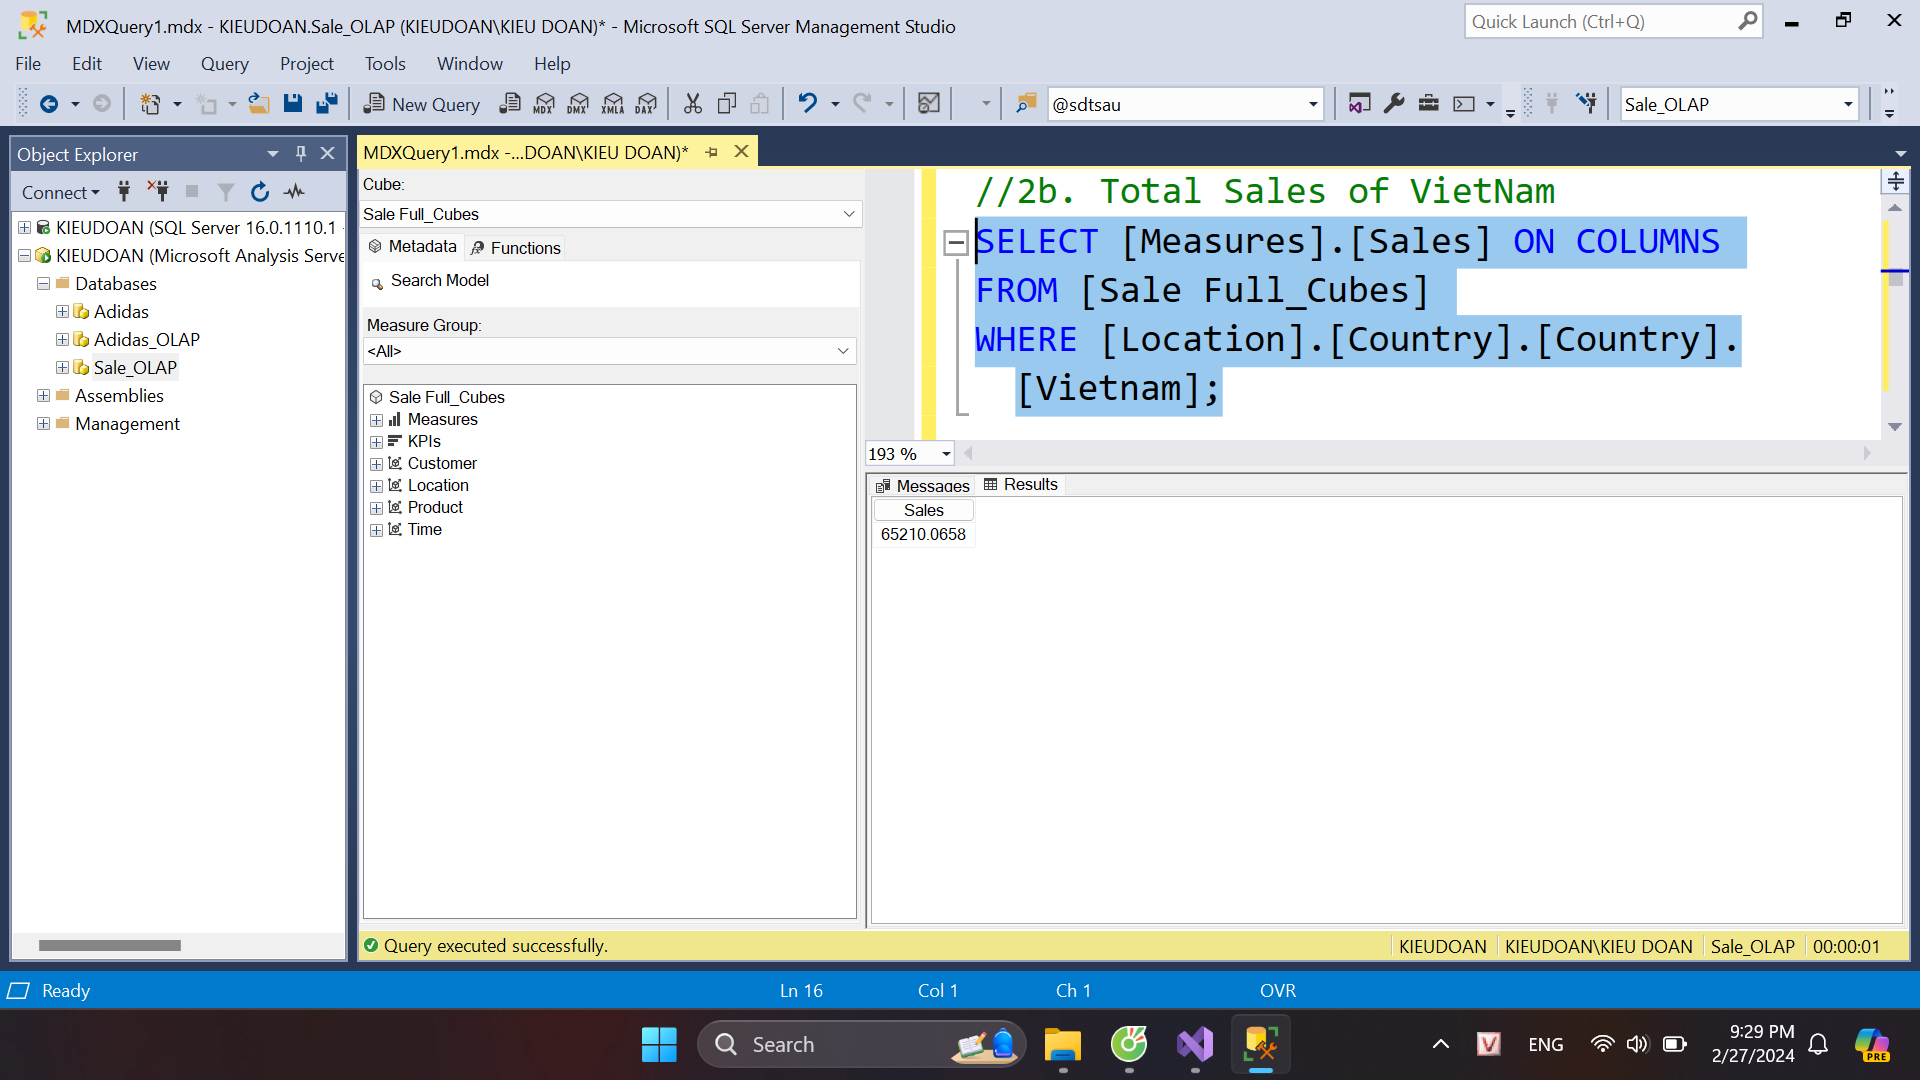 MDXQuery1.mdx - KIEUDOAN.Sale_OLAP (KIEUDOAN\KIEU DOAN)* - Microsoft SQL Server Management Studio
Quick Launch (Ctrl+Q)
File Edit View Query Project Tools Window Help
New Query MDX DMX XMLA DAX @sdtsau Sale_OLAP
Object Explorer
Connect
KIEUDOAN (SQL Server 16.0.1110.1 -
KIEUDOAN (Microsoft Analysis Serve
Databases
Adidas
Adidas_OLAP
Sale_OLAP
Assemblies
Management
MDXQuery1.mdx -...DOAN\KIEU DOAN)*
Cube:
Sale Full_Cubes
Metadata Functions
Search Model
Measure Group:
<All>
Sale Full_Cubes
Measures
KPIs
Customer
Location
Product
Time
//2b. Total Sales of VietNam
SELECT [Measures].[Sales] ON COLUMNS
FROM [Sale Full_Cubes]
WHERE [Location].[Country].[Country].
[Vietnam];
193 %
Messages Results
Sales
65210.0658
Query executed successfully.
KIEUDOAN KIEUDOAN\KIEU DOAN Sale_OLAP 00:00:01
Ready Ln 16 Col 1 Ch 1 OVR
Search
V
ENG
9:29 PM
2/27/2024
PRE